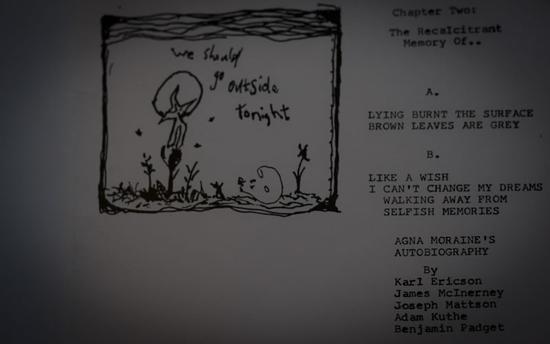 we should
go outside
tonight
Chapter Two:
The Recalcitrant
Memory Of..
A.
LYING BURNT THE SURFACE
BROWN LEAVES ARE GREY
B.
LIKE A WISH
I CAN'T CHANGE MY DREAMS
WALKING AWAY FROM
SELFISH MEMORIES
AGNA MORAINE'S
AUTOBIOGRAPHY
By
Karl Ericson
James McInerney
Joseph Mattson
Adam Kuthe
Benjamin Padget